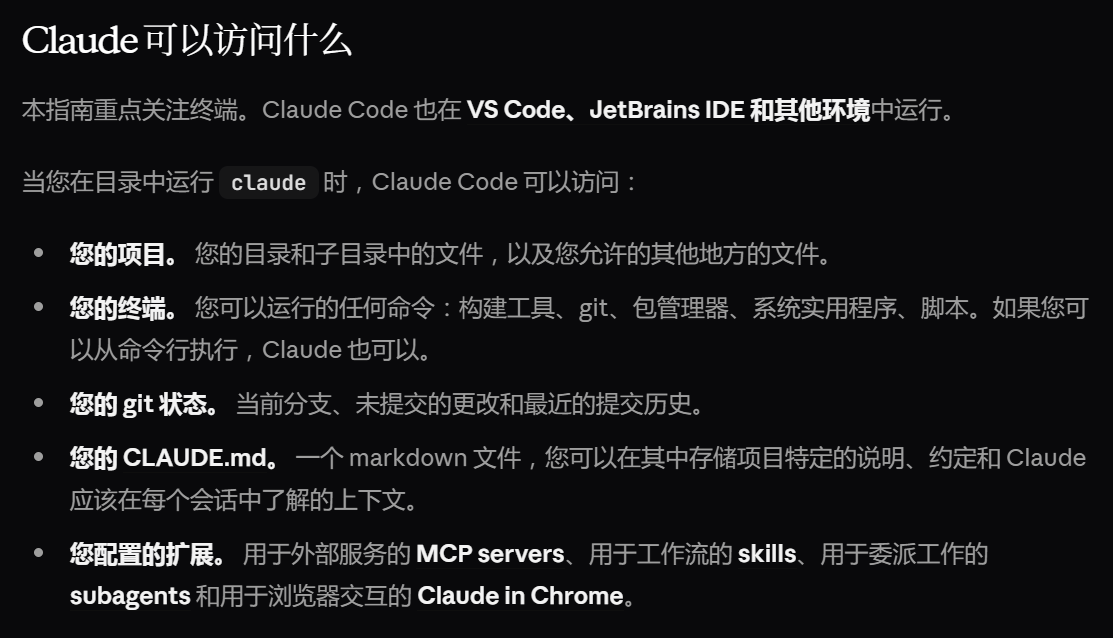 Claude 可以访问什么
本指南重点关注终端。Claude Code 也在 VS Code、JetBrains IDE 和其他环境中运行。
当您在目录中运行 claude 时，Claude Code 可以访问：
• 您的项目。 您的目录和子目录中的文件，以及您允许的其他地方的文件。
• 您的终端。 您可以运行的任何命令：构建工具、git、包管理器、系统实用程序、脚本。如果您可
以从命令行执行，Claude 也可以。
• 您的 git 状态。 当前分支、未提交的更改和最近的提交历史。
• 您的 CLAUDE.md。 一个 markdown 文件，您可以在其中存储项目特定的说明、约定和 Claude
应该在每个会话中了解的上下文。
• 您配置的扩展。 用于外部服务的 MCP servers、用于工作流的 skills、用于委派工作的
subagents 和用于浏览器交互的 Claude in Chrome。